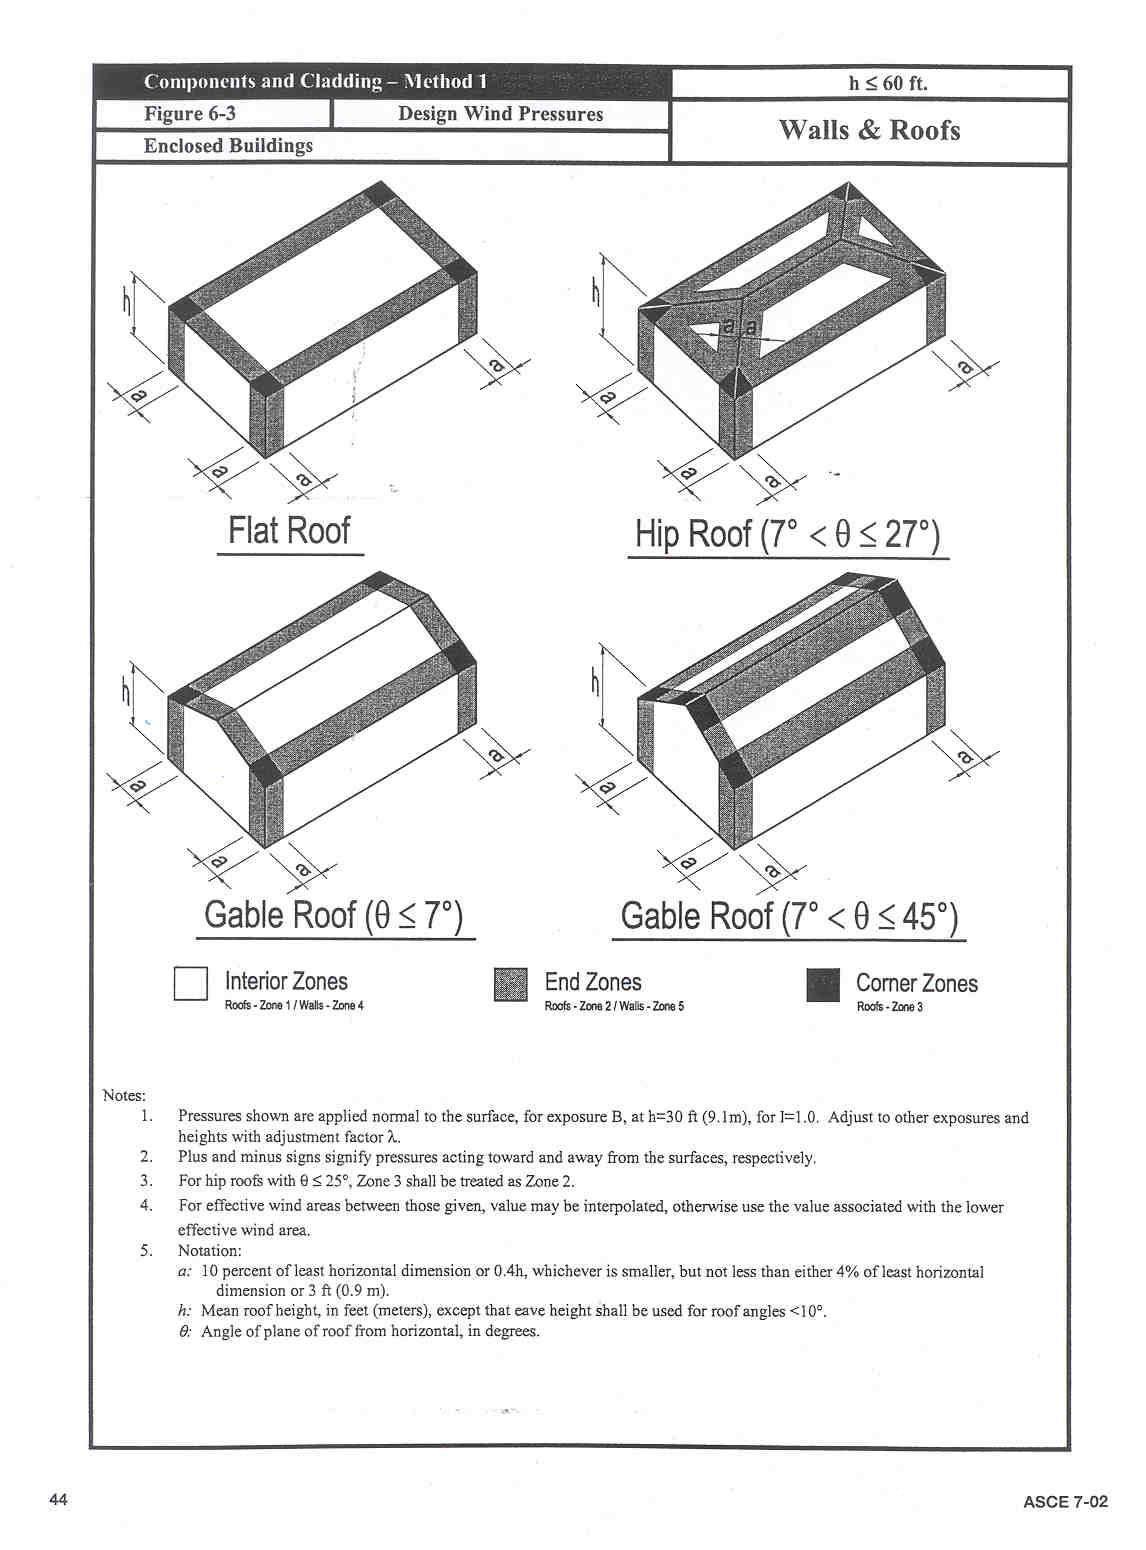 Components and Cladding – Method 1
h ≤ 60 ft.
Figure 6-3
Design Wind Pressures
Walls & Roofs
Enclosed Buildings
h
a
a
a
a
h
a
a
a
a
a
a
Flat Roof
Hip Roof (7° < θ ≤ 27°)
h
a
a
a
a
h
a
a
a
a
Gable Roof (θ ≤ 7°)
Gable Roof (7° < θ ≤ 45°)
Interior Zones
Roofs - Zone 1 / Walls - Zone 4
End Zones
Roofs - Zone 2 / Walls - Zone 5
Corner Zones
Roofs - Zone 3
Notes:
1. Pressures shown are applied normal to the surface, for exposure B, at h=30 ft (9.1m), for I=1.0. Adjust to other exposures and
heights with adjustment factor λ.
2. Plus and minus signs signify pressures acting toward and away from the surfaces, respectively.
3. For hip roofs with θ ≤ 25°, Zone 3 shall be treated as Zone 2.
4. For effective wind areas between those given, value may be interpolated, otherwise use the value associated with the lower
effective wind area.
5. Notation:
a: 10 percent of least horizontal dimension or 0.4h, whichever is smaller, but not less than either 4% of least horizontal
dimension or 3 ft (0.9 m).
h: Mean roof height, in feet (meters), except that eave height shall be used for roof angles <10°.
θ: Angle of plane of roof from horizontal, in degrees.
44
ASCE 7-02